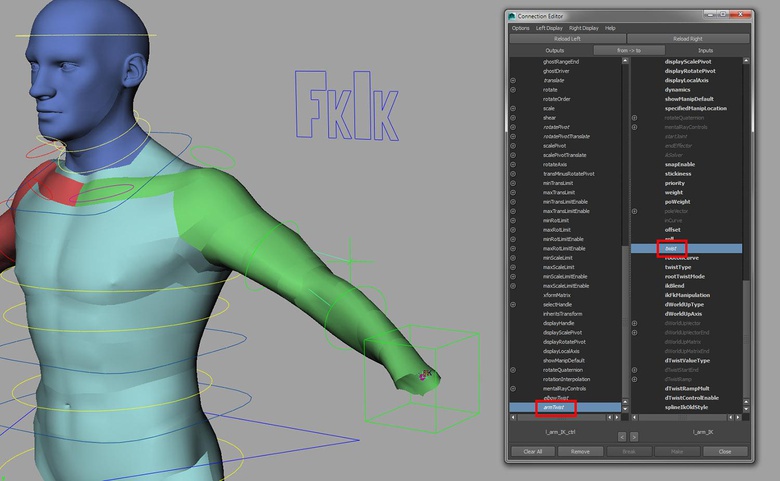 FKIK
Connection Editor
Options Left Display Right Display Help
Reload Left Reload Right
Outputs from -> to Inputs
ghostRangeEnd
ghostDriver
translate
rotate
rotateOrder
scale
shear
rotatePivot
rotatePivotTranslate
scalePivot
scalePivotTranslate
rotateAxis
transMinusRotatePivot
minTransLimit
maxTransLimit
minTransLimitEnable
maxTransLimitEnable
minRotLimit
maxRotLimit
minRotLimitEnable
maxRotLimitEnable
minScaleLimit
maxScaleLimit
minScaleLimitEnable
maxScaleLimitEnable
xformMatrix
selectHandle
inheritsTransform
displayHandle
displayScalePivot
displayRotatePivot
displayLocalAxis
showManipDefault
rotateQuaternion
rotationInterpolation
mentalRayControls
elbowTwist
armTwist
displayScalePivot
displayRotatePivot
displayLocalAxis
dynamics
showManipDefault
specifiedManipLocation
rotateQuaternion
mentalRayControls
startJoint
endEffector
ikSolver
snapEnable
stickiness
priority
weight
poWeight
poleVector
inCurve
offset
roll
twist
rootOnCurve
twistType
rootTwistMode
ikBlend
ikFkManipulation
dWorldUpType
dWorldUpAxis
dWorldUpVector
dWorldUpVectorEnd
dWorldUpMatrix
dWorldUpMatrixEnd
dTwistValueType
dTwistStartEnd
dTwistRamp
dTwistRampMult
dTwistControlEnable
splineIkOldStyle
l_arm_IK_ctrl l_arm_IK
< >
Clear All Remove Break Make Close